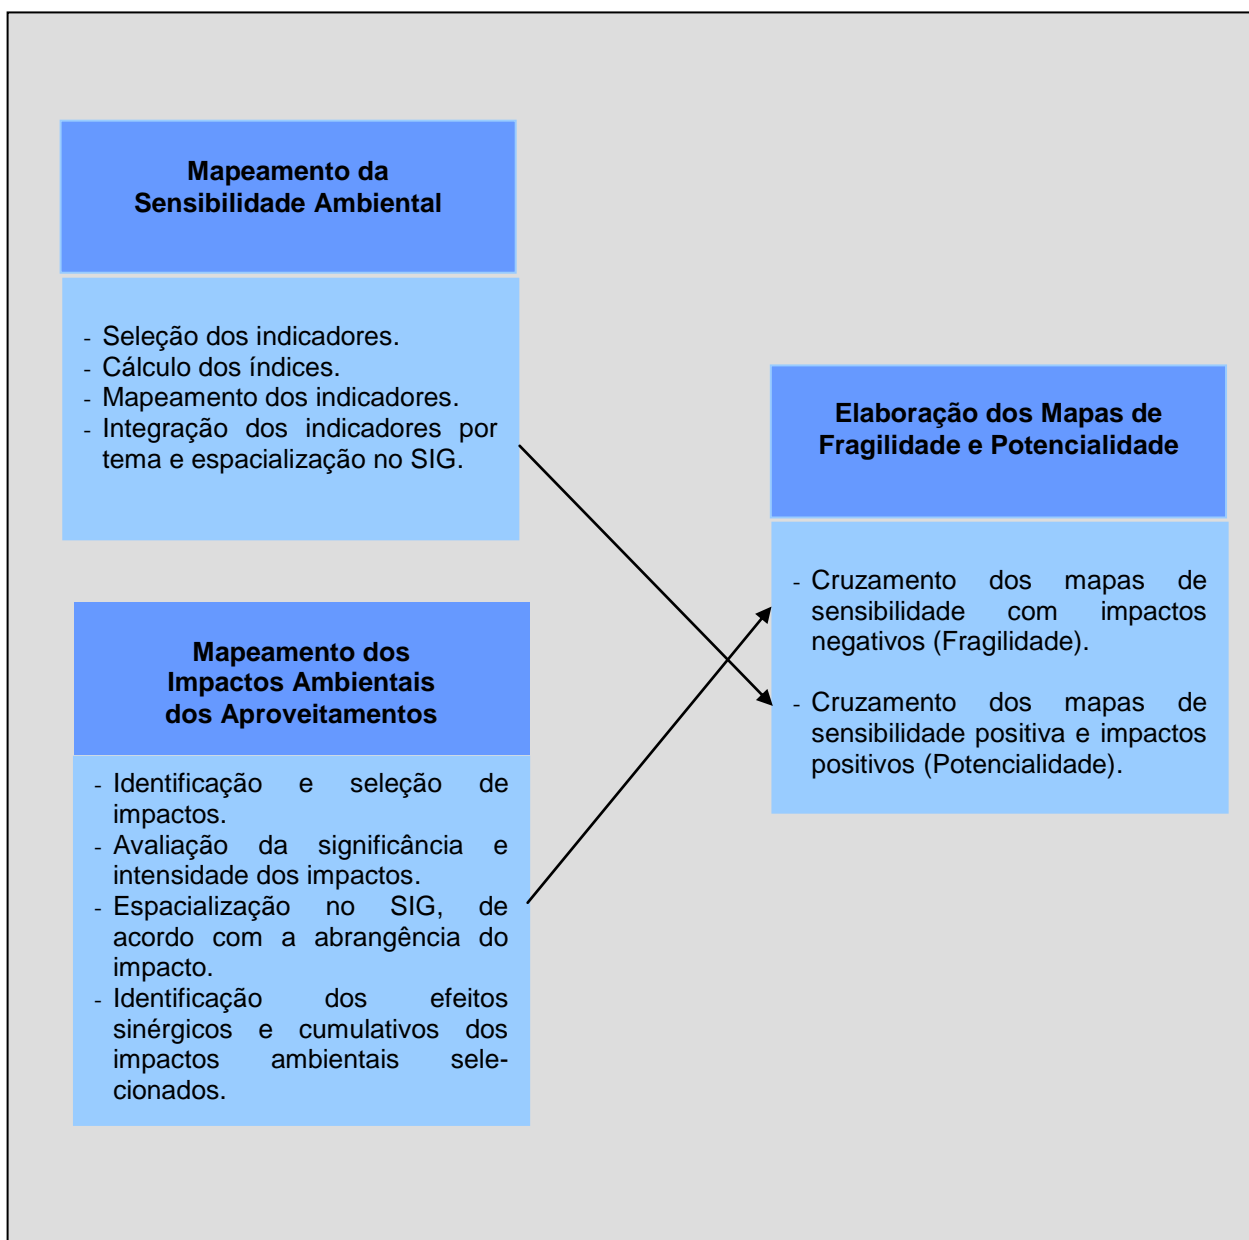 Mapeamento da
Sensibilidade Ambiental
- Seleção dos indicadores.
- Cálculo dos índices.
- Mapeamento dos indicadores.
- Integração dos indicadores por
tema e espacialização no SIG.
Mapeamento dos
Impactos Ambientais
dos Aproveitamentos
- Identificação e seleção de
impactos.
- Avaliação da significância e
intensidade dos impactos.
- Espacialização no SIG, de
acordo com a abrangência do
impacto.
- Identificação dos efeitos
sinérgicos e cumulativos dos
impactos ambientais sele-
cionados.
Elaboração dos Mapas de
Fragilidade e Potencialidade
- Cruzamento dos mapas de
sensibilidade com impactos
negativos (Fragilidade).
- Cruzamento dos mapas de
sensibilidade positiva e impactos
positivos (Potencialidade).